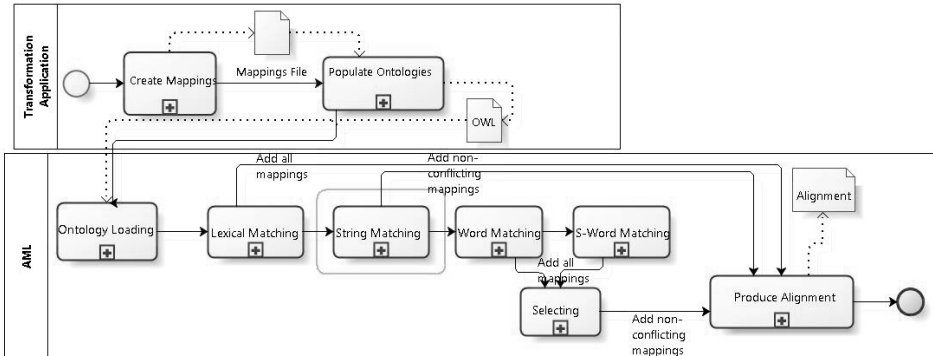 Transformation
Application
Create Mappings
Mappings File
Populate Ontologies
OWL
AML
Add all
mappings
Add non-
conflicting
mappings
Alignment
Ontology Loading
Lexical Matching
String Matching
Word Matching
S-Word Matching
Add all
mappings
Selecting
Add non-
conflicting
mappings
Produce Alignment